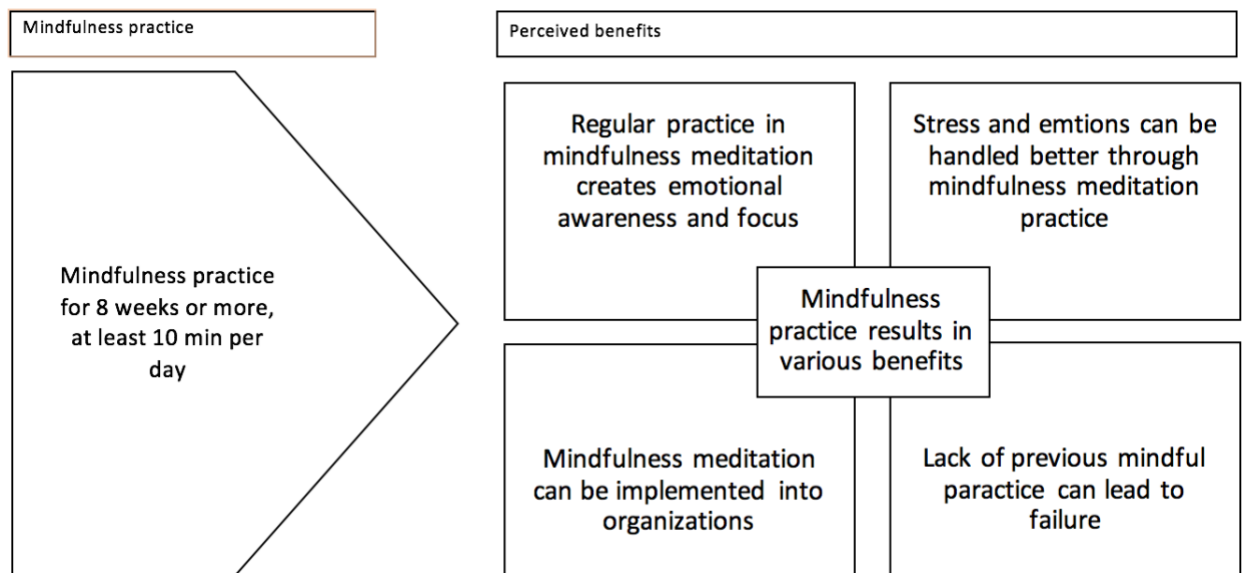 Mindfulness practice
Perceived benefits
Mindfulness practice
for 8 weeks or more,
at least 10 min per
day
Regular practice in
mindfulness meditation
creates emotional
awareness and focus
Stress and emtions can be
handled better through
mindfulness meditation
practice
Mindfulness
practice results in
various benefits
Mindfulness meditation
can be implemented into
organizations
Lack of previous mindful
paractice can lead to
failure